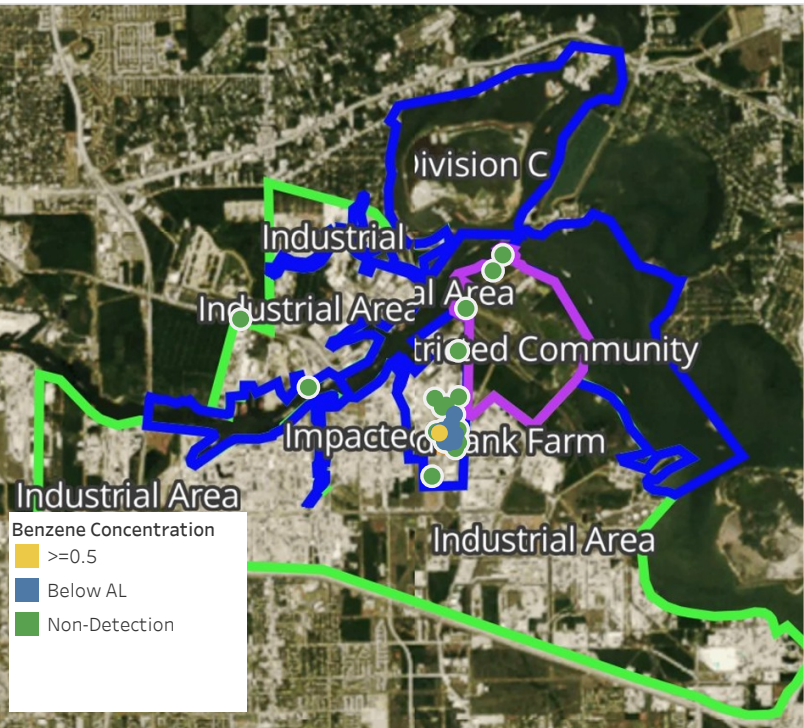 Division C
Industrial
al Area
Industrial Area
tricted Community
Impacted Tank Farm
Industrial Area
Industrial Area
Benzene Concentration
>=0.5
Below AL
Non-Detection